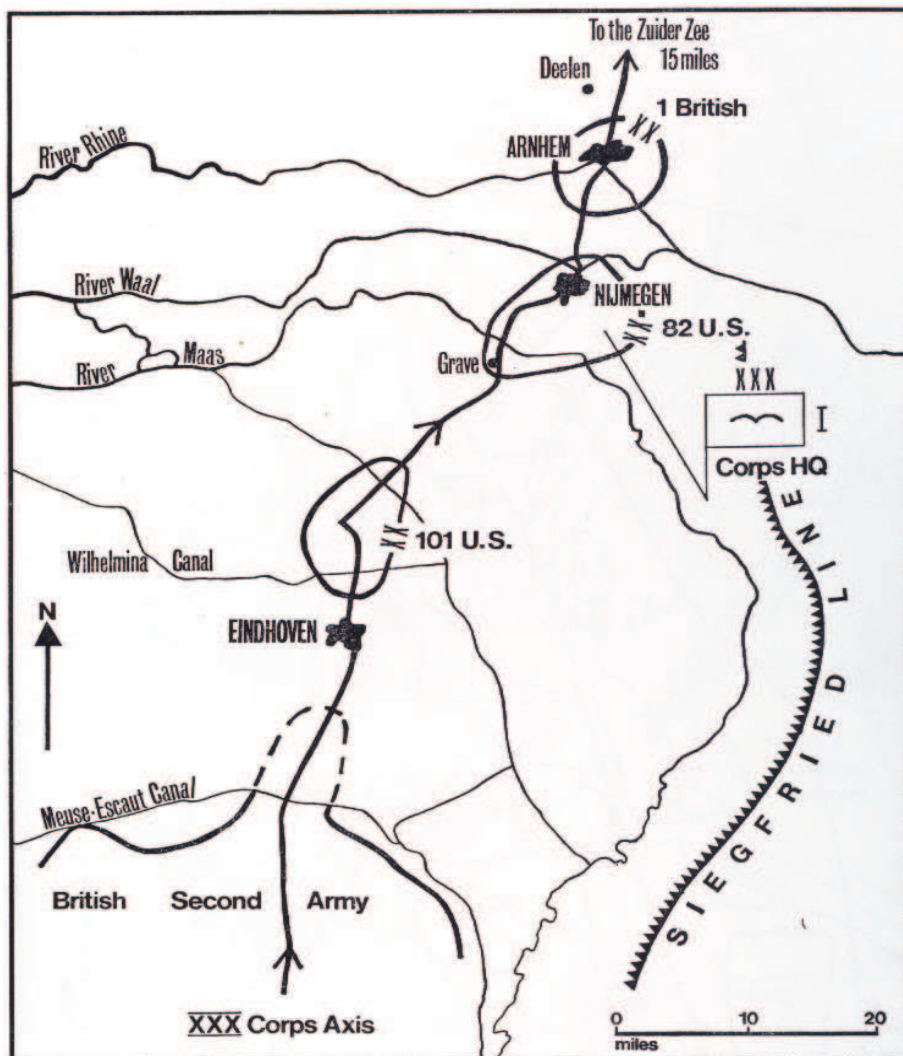 To the Zuider Zee
15 miles
Deelen
XX
1 British
ARNHEM
River Rhine
River Waal
NIJMEGEN
XX
82 U.S.
River Maas
Grave
XXX
I
Corps HQ
XX
101 U.S.
Wilhelmina Canal
N
EINDHOVEN
SIEGFRIED LINE
Meuse-Escaut Canal
British Second Army
XXX Corps Axis
0 10 20
miles